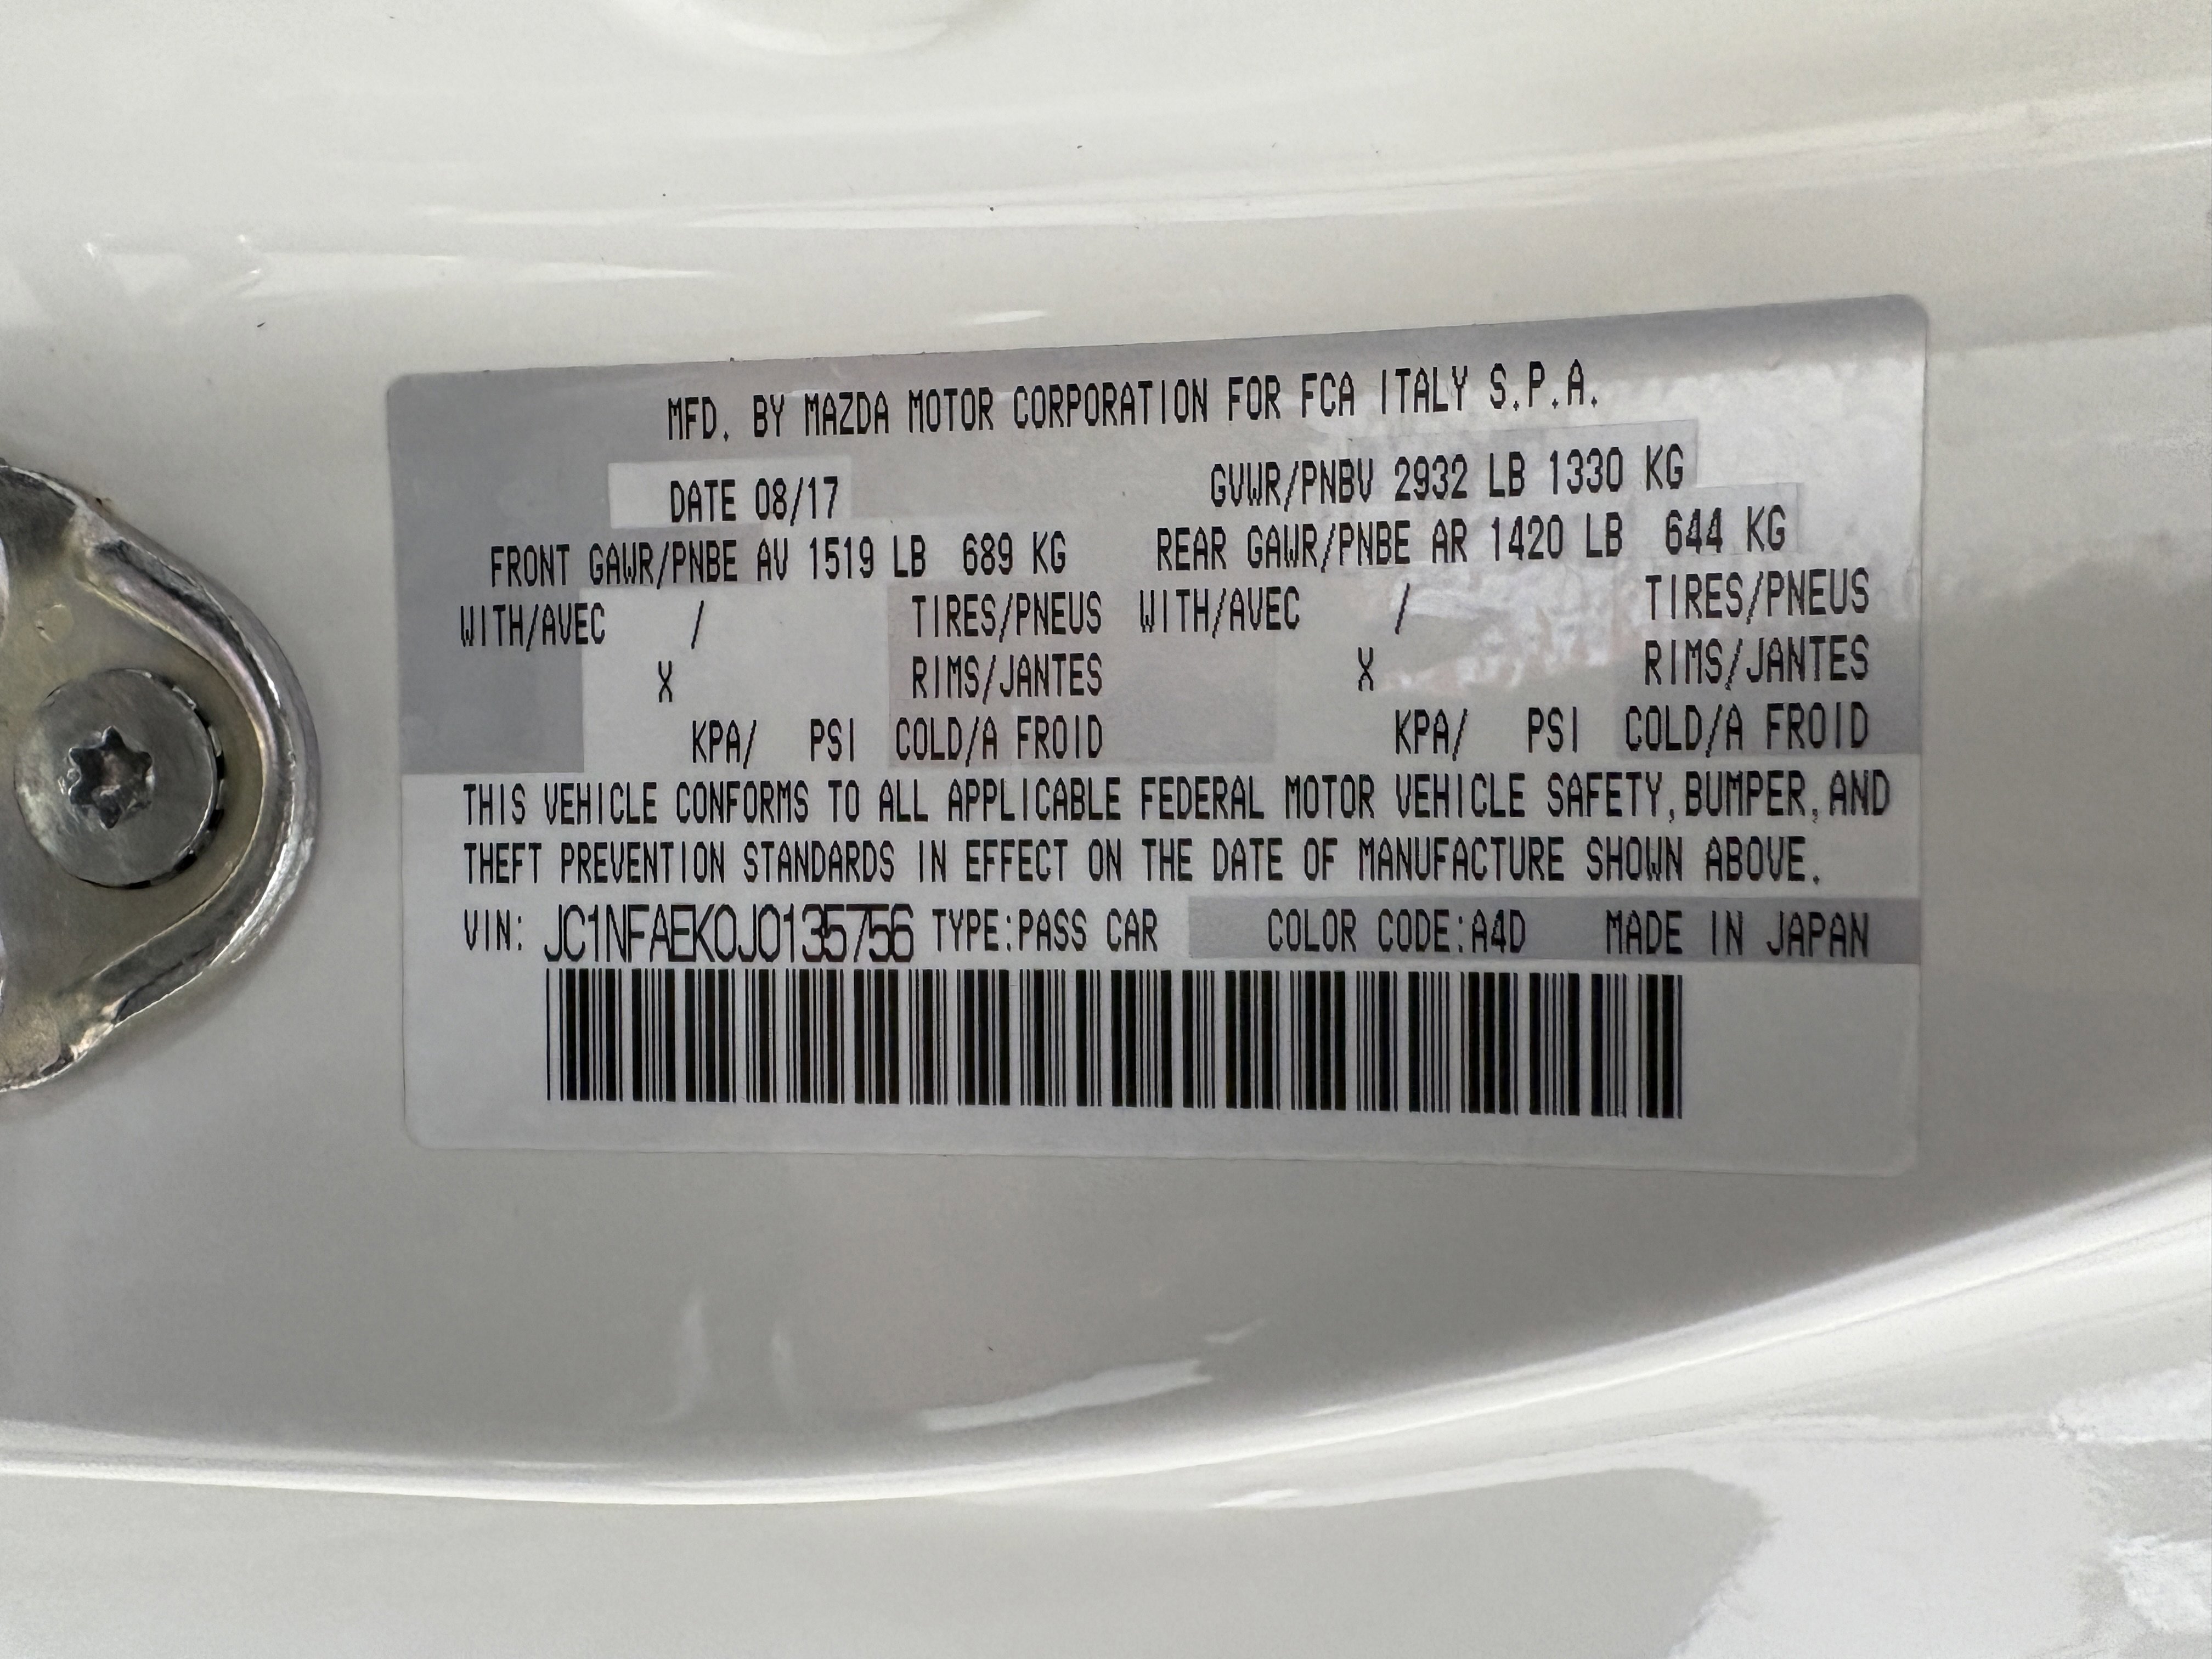 MFD. BY MAZDA MOTOR CORPORATION FOR FCA ITALY S.P.A.
DATE 08/17 GVWR/PNBV 2932 LB 1330 KG
FRONT GAWR/PNBE AV 1519 LB 689 KG REAR GAWR/PNBE AR 1420 LB 644 KG
WITH/AVEC / TIRES/PNEUS WITH/AVEC / TIRES/PNEUS
X RIMS/JANTES X RIMS/JANTES
KPA/ PSI COLD/A FROID KPA/ PSI COLD/A FROID
THIS VEHICLE CONFORMS TO ALL APPLICABLE FEDERAL MOTOR VEHICLE SAFETY, BUMPER, AND
THEFT PREVENTION STANDARDS IN EFFECT ON THE DATE OF MANUFACTURE SHOWN ABOVE.
VIN: JC1NFAEK0J0135756 TYPE:PASS CAR COLOR CODE:A4D MADE IN JAPAN